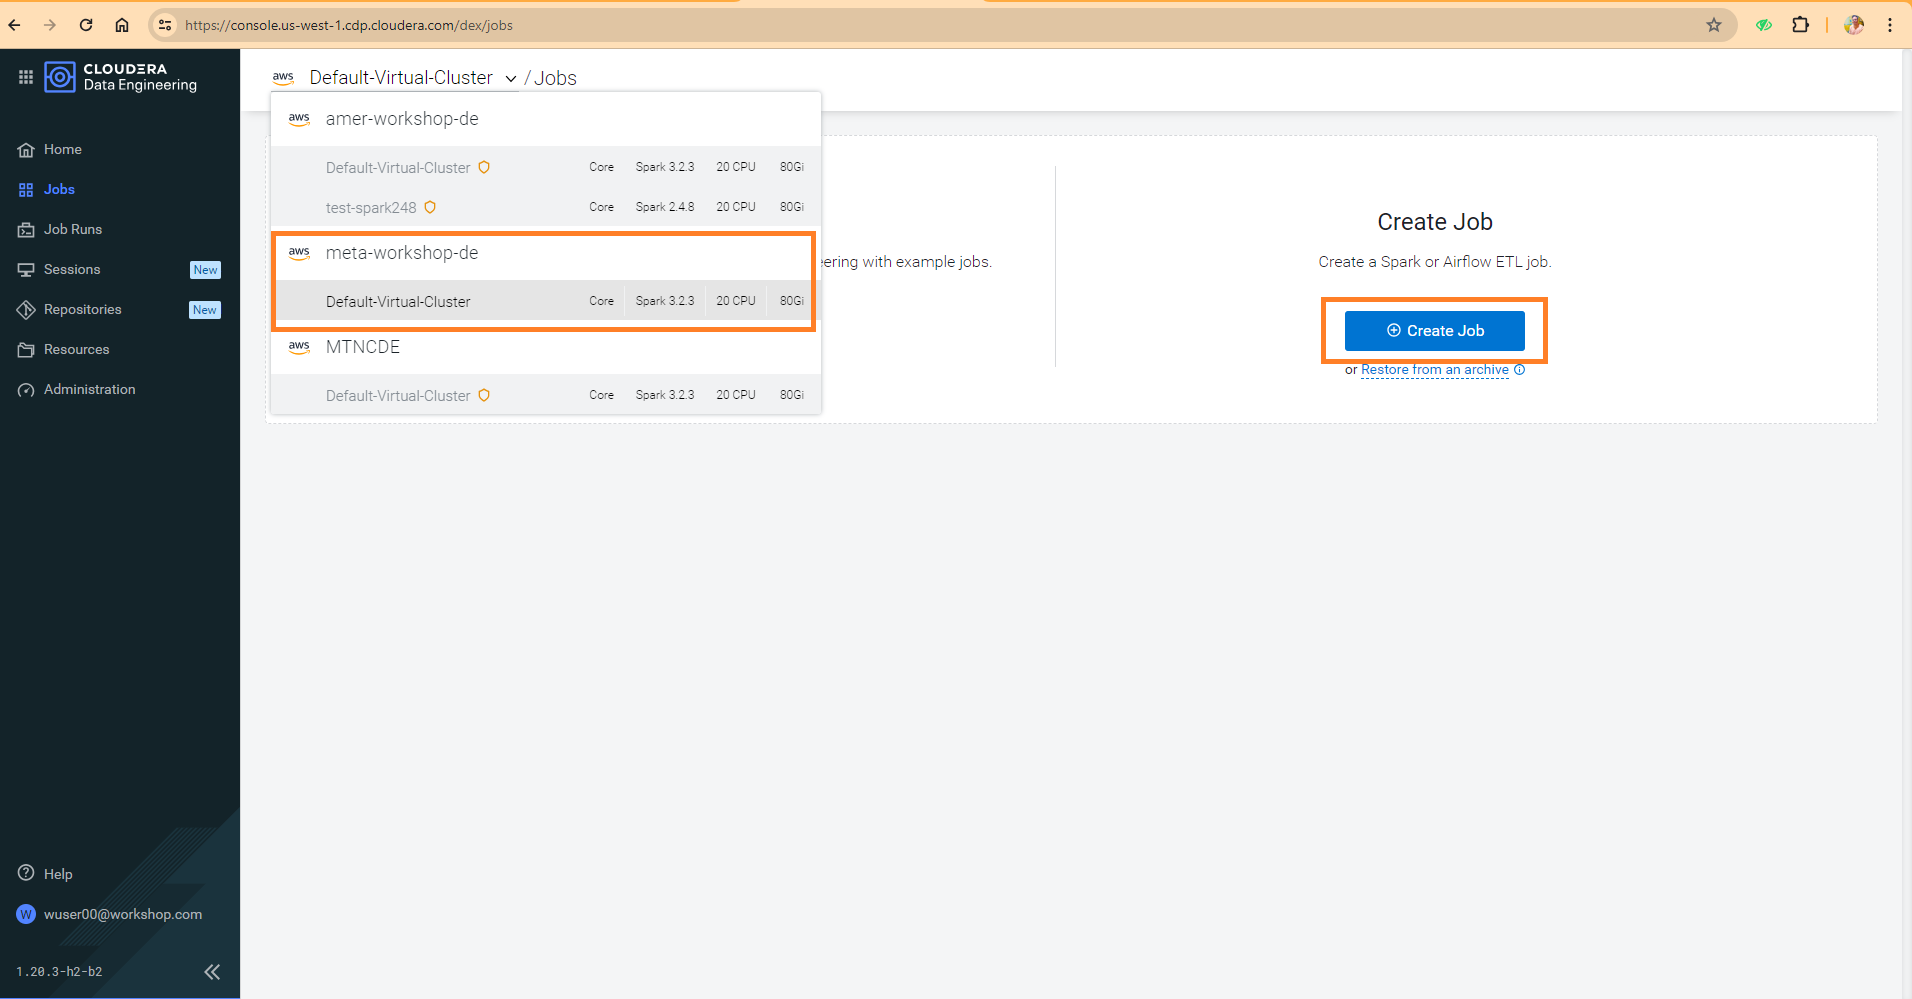 https://console.us-west-1.cdp.cloudera.com/dex/jobs
CLOUDERA
Data Engineering
Home
Jobs
Job Runs
Sessions New
Repositories New
Resources
Administration
Help
W wuser00@workshop.com
1.20.3-h2-b2
aws Default-Virtual-Cluster / Jobs
aws amer-workshop-de
Default-Virtual-Cluster Core Spark 3.2.3 20 CPU 80Gi
test-spark248 Core Spark 2.4.8 20 CPU 80Gi
aws meta-workshop-de
Default-Virtual-Cluster Core Spark 3.2.3 20 CPU 80Gi
aws MTNCDE
Default-Virtual-Cluster Core Spark 3.2.3 20 CPU 80Gi
eering with example jobs.
Create Job
Create a Spark or Airflow ETL job.
Create Job
or Restore from an archive